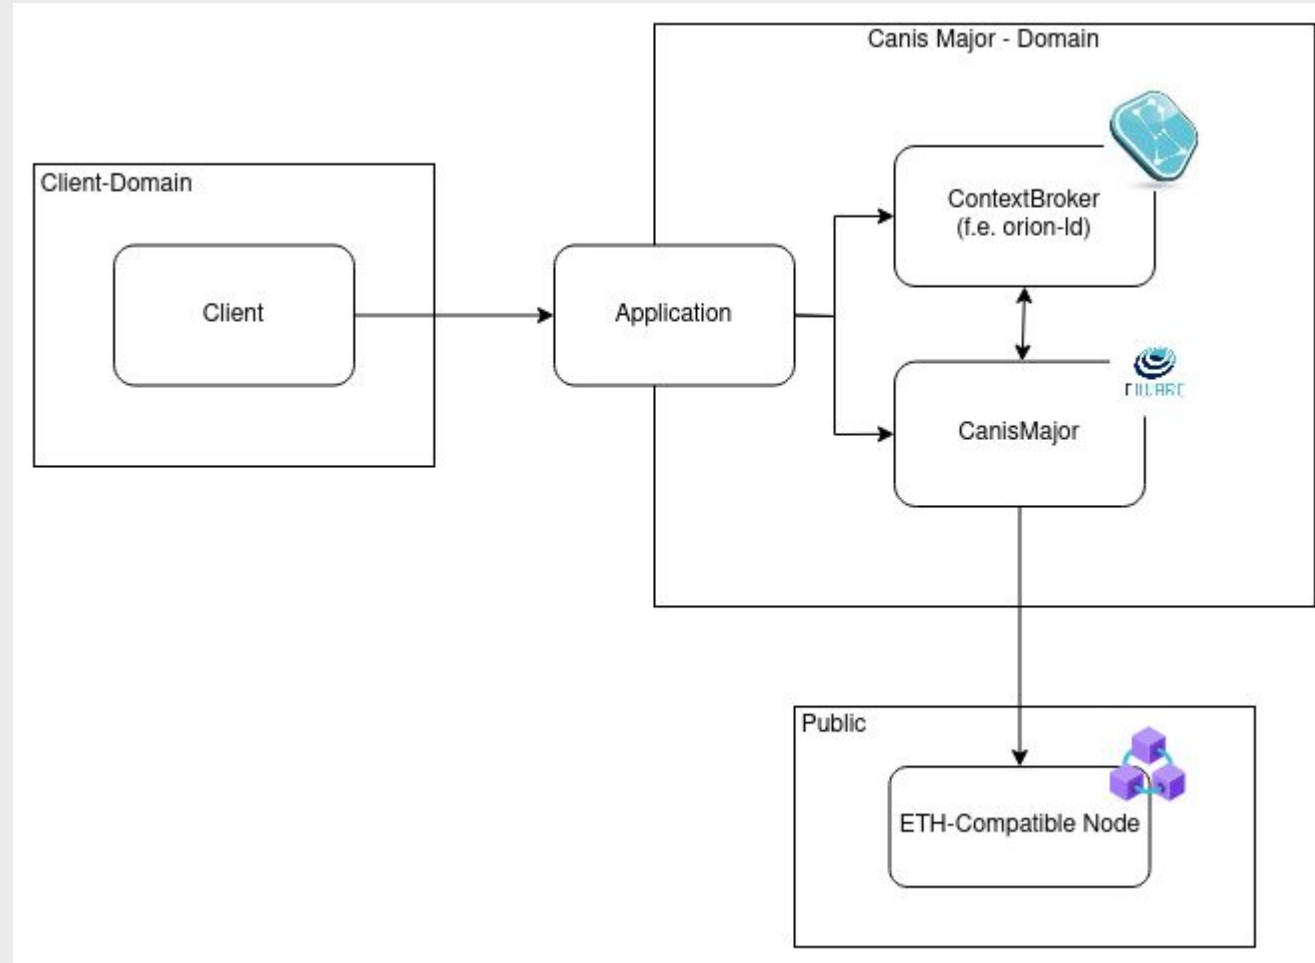 Canis Major - Domain
Client-Domain
ContextBroker
(f.e. orion-ld)
Client
Application
CanisMajor
Public
ETH-Compatible Node